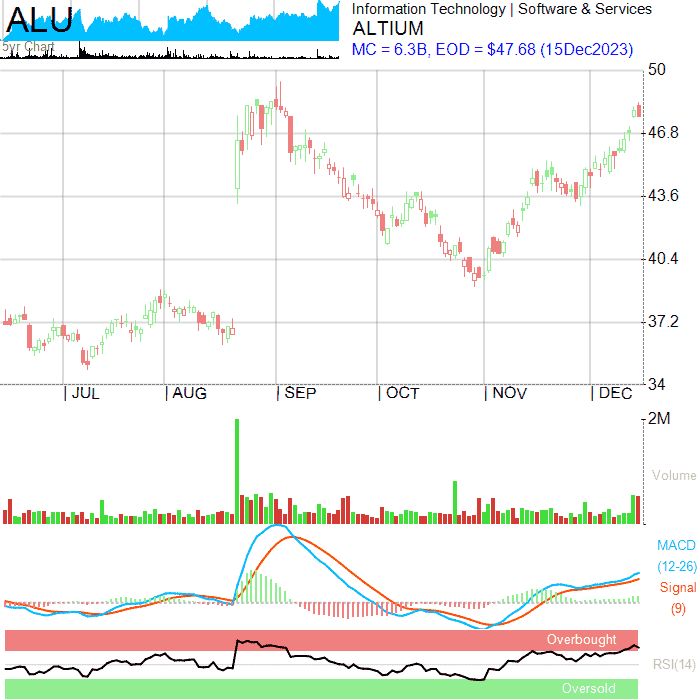 ALU
5yr Chart
Information Technology | Software & Services
ALTIUM
MC = 6.3B, EOD = $47.68 (15Dec2023)
50
46.8
43.6
40.4
37.2
34
| JUL | AUG | SEP | OCT | NOV | DEC
2M
Volume
MACD
(12-26)
Signal
(9)
Overbought
RSI(14)
Oversold